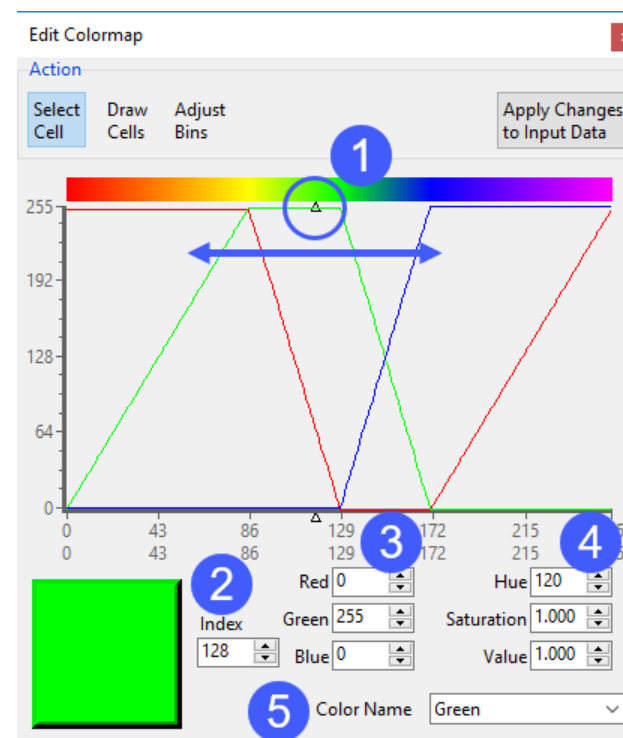 Edit Colormap
Action
Select Draw Adjust Apply Changes
Cell Cells Bins to Input Data
1
255
192
128
64
0
0 43 86 129 172 215
0 43 86 129 172 215
2 3 4
Red 0 Hue 120
Index Green 255 Saturation 1.000
128 Blue 0 Value 1.000
5 Color Name Green